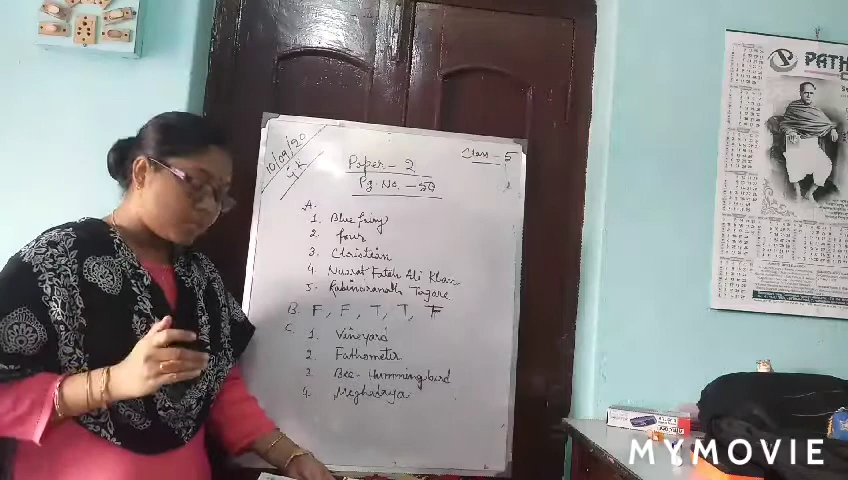 10/09/20
G.K
Class - 5
Paper - 2
Pg. No. - 50
A.
1. Blue fairy
2. four
3. Christian
4. Nusrat Fateh Ali Khan
5. Rabindranath Tagore
B. F, F, T, T, F
C.
1. Vineyard
2. Fathometer
3. Bee-Hummingbird
4. Meghalaya
PATH
MYMOVIE